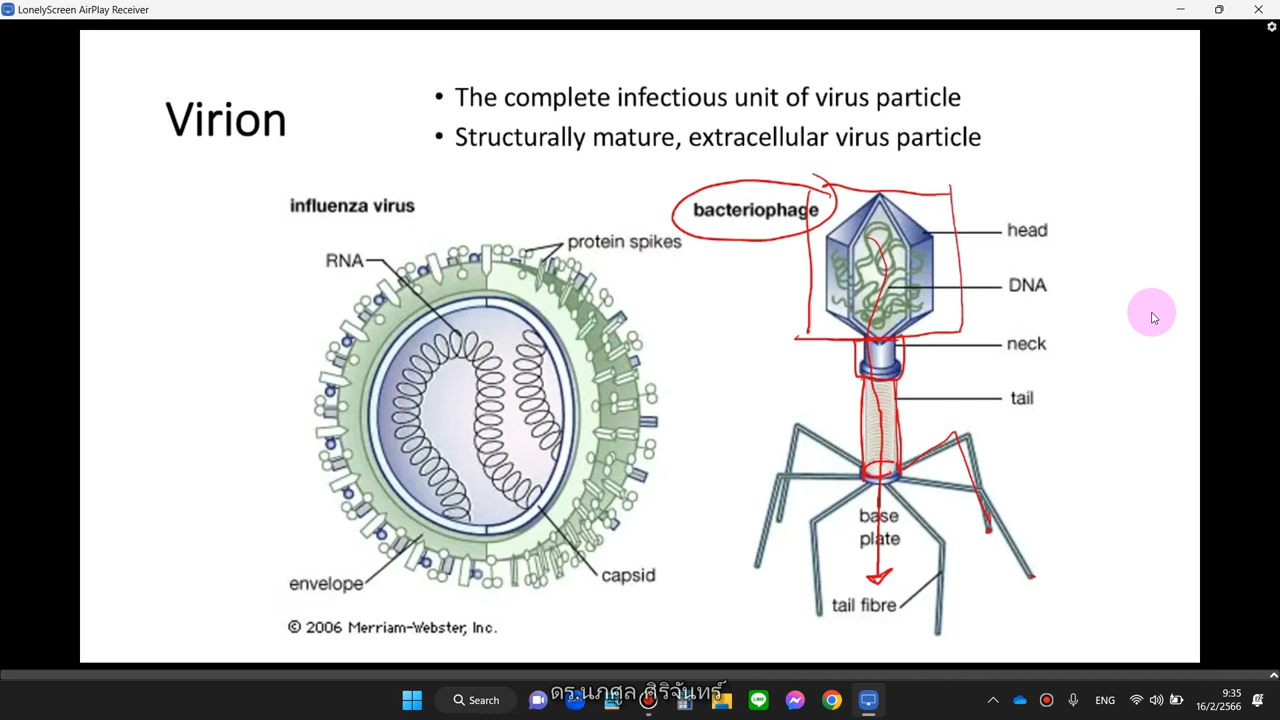 LonelyScreen AirPlay Receiver
Virion
• The complete infectious unit of virus particle
• Structurally mature, extracellular virus particle
influenza virus
RNA
protein spikes
envelope
capsid
© 2006 Merriam-Webster, Inc.
bacteriophage
head
DNA
neck
tail
base
plate
tail fibre
Search
ดร.นภศูล ศิริจันทร์
ENG
9:35
16/2/2566